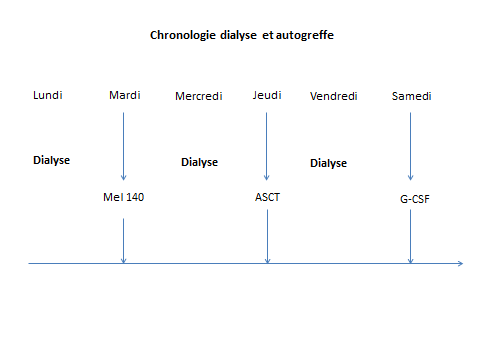 Chronologie dialyse et autogreffe
Lundi Mardi Mercredi Jeudi Vendredi Samedi
Dialyse Dialyse Dialyse
Mel 140 ASCT G-CSF